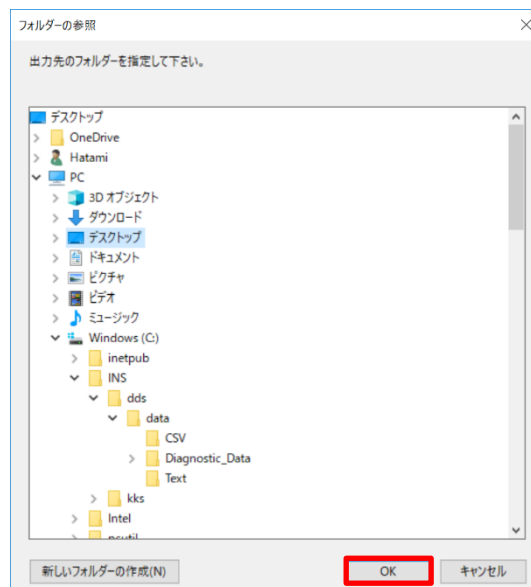 フォルダーの参照
出力先のフォルダーを指定して下さい。
デスクトップ
OneDrive
Hatami
PC
3D オブジェクト
ダウンロード
デスクトップ
ドキュメント
ピクチャ
ビデオ
ミュージック
Windows (C:)
inetpub
INS
dds
data
CSV
Diagnostic_Data
Text
kks
Intel
新しいフォルダーの作成(N)
OK
キャンセル